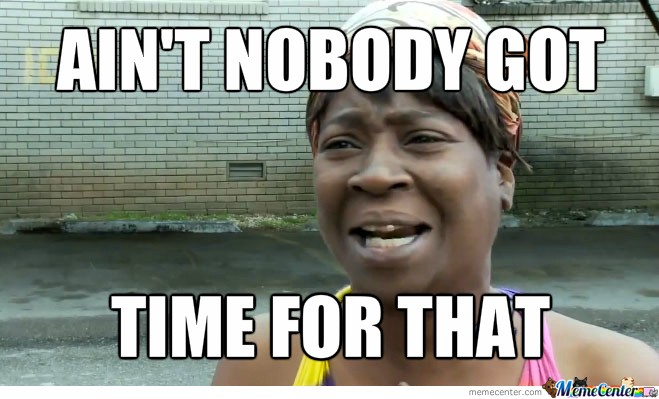 AIN'T NOBODY GOT
TIME FOR THAT
memecenter.com MemeCenter